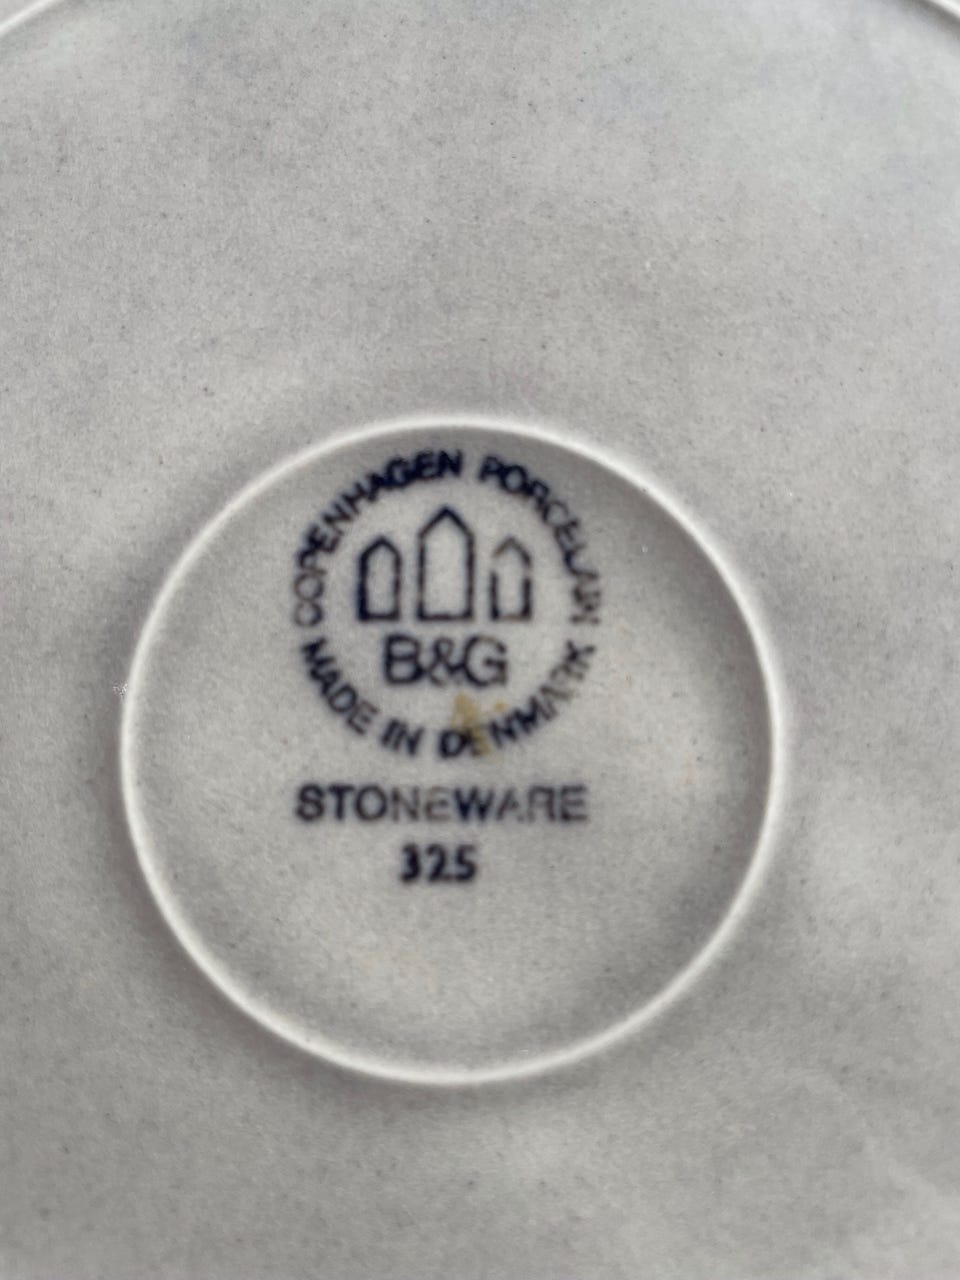 COPENHAGEN PORCELAIN
B&G
MADE IN DENMARK
STONEWARE
325